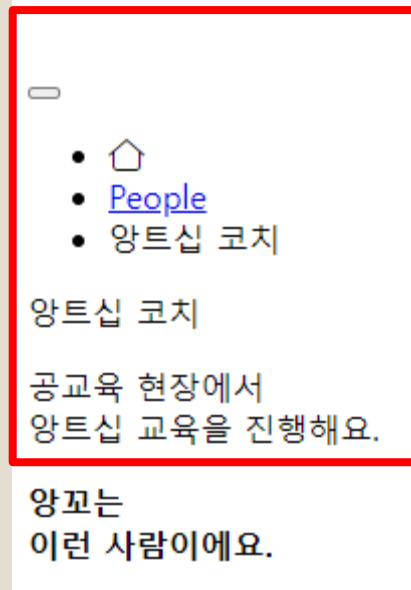 People
앙트십 코치
앙트십 코치
공교육 현장에서
앙트십 교육을 진행해요.
앙꼬는
이런 사람이에요.